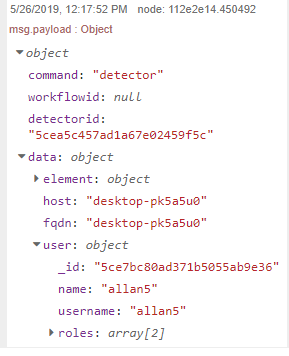 5/26/2019, 12:17:52 PM node: 112e2e14.450492
msg.payload : Object
object
command: "detector"
workflowid: null
detectorid:
"5cea5c457ad1a67e02459f5c"
data: object
element: object
host: "desktop-pk5a5u0"
fqdn: "desktop-pk5a5u0"
user: object
_id: "5ce7bc80ad371b5055ab9e36"
name: "allan5"
username: "allan5"
roles: array[2]